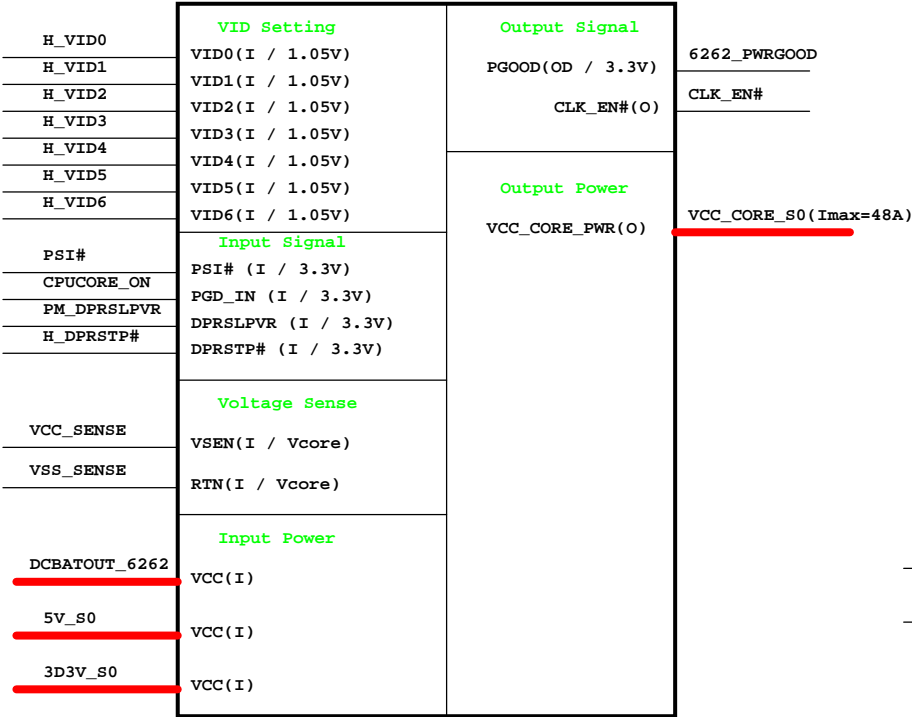 VID Setting
H_VID0
VID0(I / 1.05V)
H_VID1
VID1(I / 1.05V)
H_VID2
VID2(I / 1.05V)
H_VID3
VID3(I / 1.05V)
H_VID4
VID4(I / 1.05V)
H_VID5
VID5(I / 1.05V)
H_VID6
VID6(I / 1.05V)
Input Signal
PSI#
PSI# (I / 3.3V)
CPUCORE_ON
PGD_IN (I / 3.3V)
PM_DPRSLPVR
DPRSLPVR (I / 3.3V)
H_DPRSTP#
DPRSTP# (I / 3.3V)
Voltage Sense
VCC_SENSE
VSEN(I / Vcore)
VSS_SENSE
RTN(I / Vcore)
Input Power
DCBATOUT_6262
VCC(I)
5V_S0
VCC(I)
3D3V_S0
VCC(I)
Output Signal
PGOOD(OD / 3.3V)
6262_PWRGOOD
CLK_EN#(O)
CLK_EN#
Output Power
VCC_CORE_PWR(O)
VCC_CORE_S0(Imax=48A)